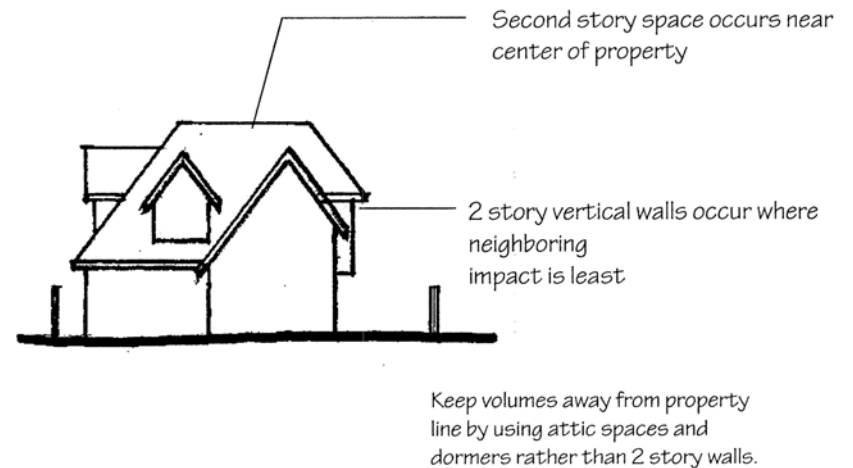 Second story space occurs near
center of property
2 story vertical walls occur where
neighboring
impact is least
Keep volumes away from property
line by using attic spaces and
dormers rather than 2 story walls.